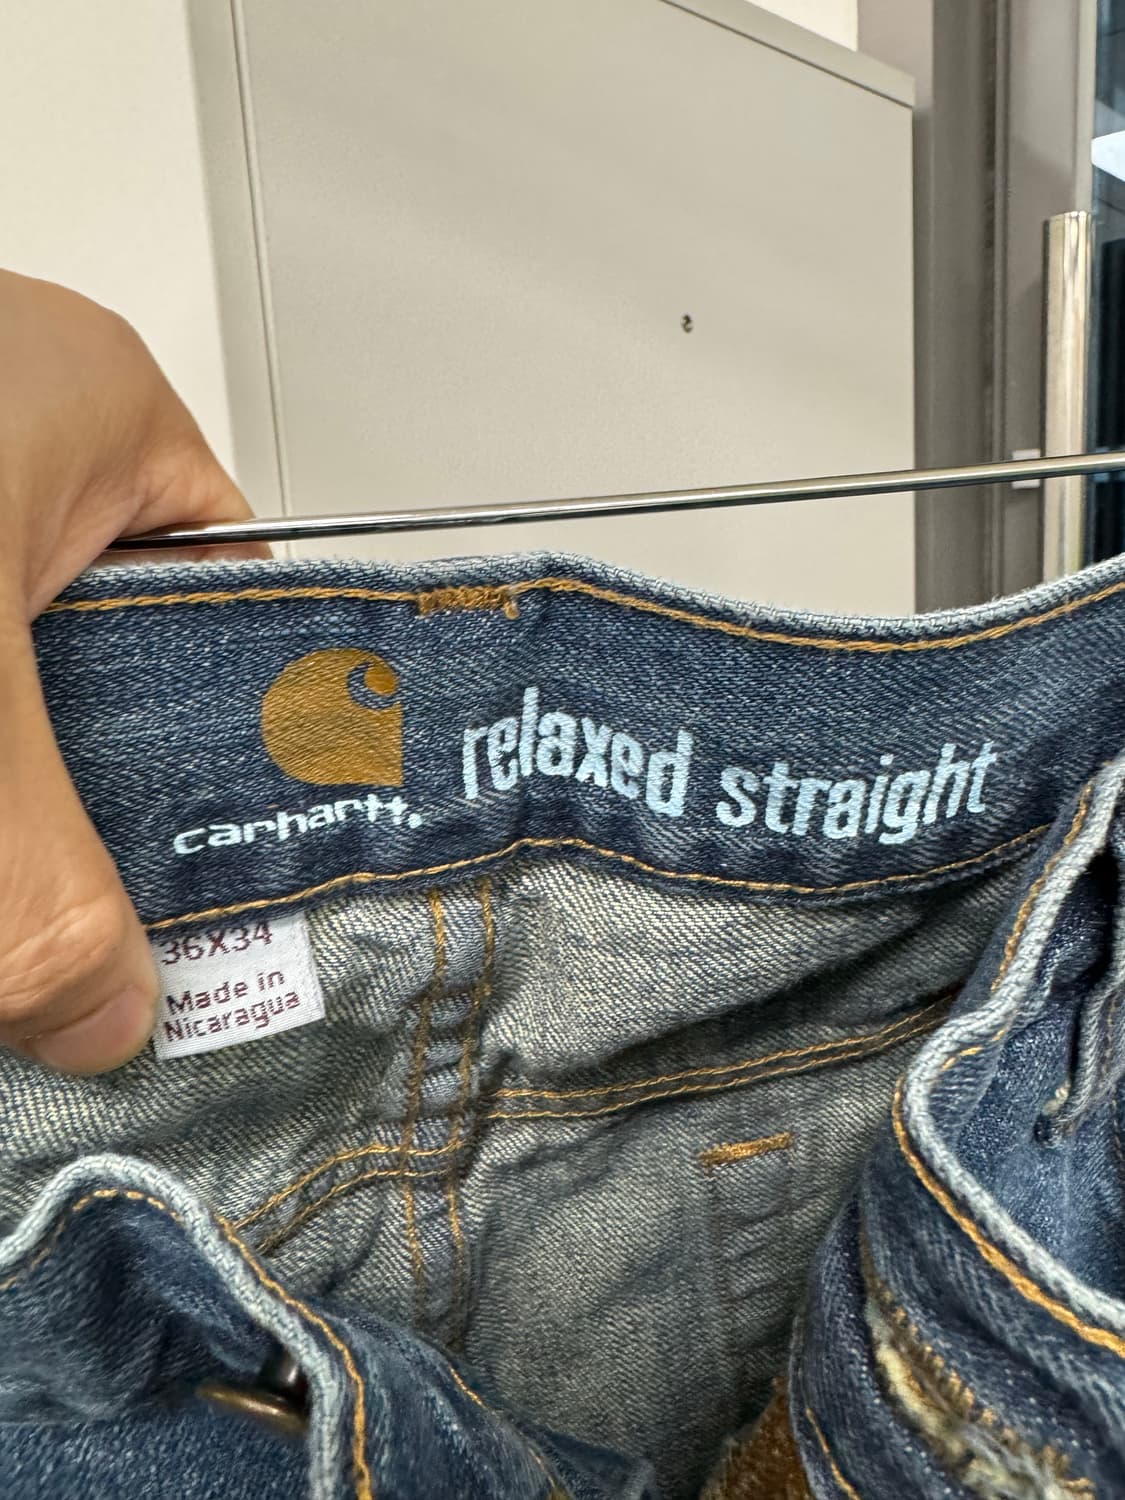 carhartt.
relaxed straight
36X34
Made in
Nicaragua